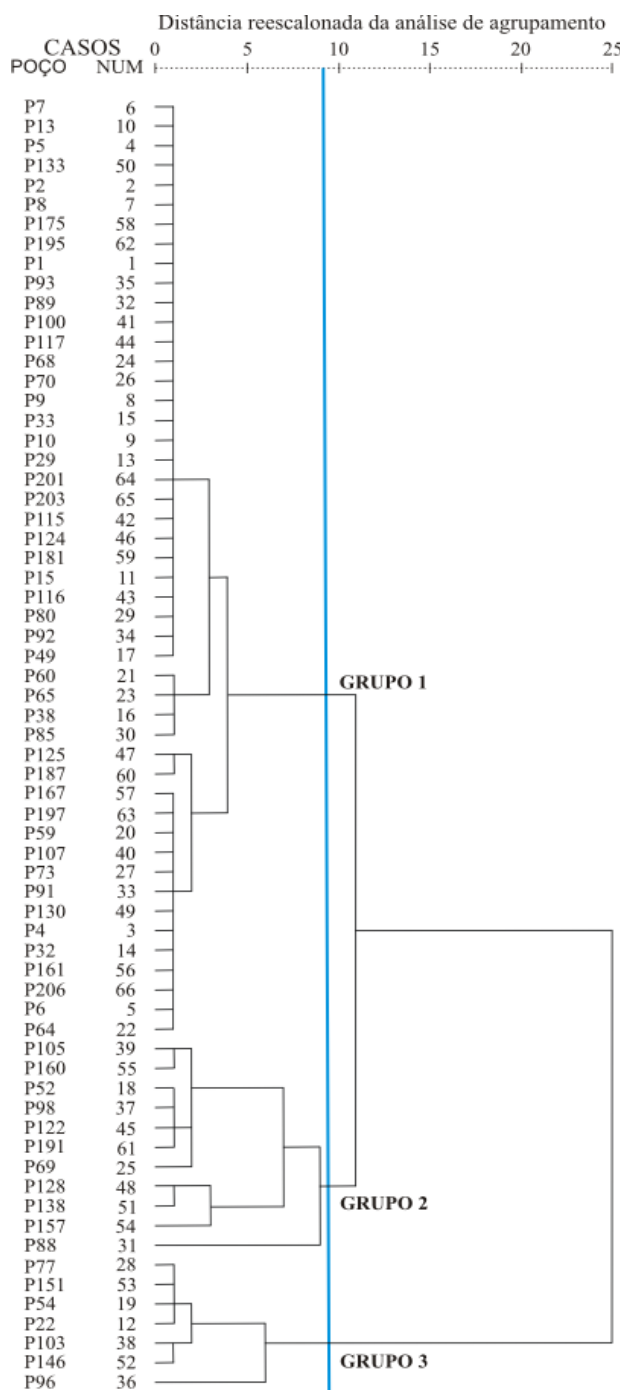 Distância reescalonada da análise de agrupamento
CASOS 0 5 10 15 20 25
POÇO NUM
P7 6
P13 10
P5 4
P133 50
P2 2
P8 7
P175 58
P195 62
P1 1
P93 35
P89 32
P100 41
P117 44
P68 24
P70 26
P9 8
P33 15
P10 9
P29 13
P201 64
P203 65
P115 42
P124 46
P181 59
P15 11
P116 43
P80 29
P92 34
P49 17
P60 21
GRUPO 1
P65 23
P38 16
P85 30
P125 47
P187 60
P167 57
P197 63
P59 20
P107 40
P73 27
P91 33
P130 49
P4 3
P32 14
P161 56
P206 66
P6 5
P64 22
P105 39
P160 55
P52 18
P98 37
P122 45
P191 61
P69 25
P128 48
P138 51 GRUPO 2
P157 54
P88 31
P77 28
P151 53
P54 19
P22 12
P103 38
P146 52 GRUPO 3
P96 36